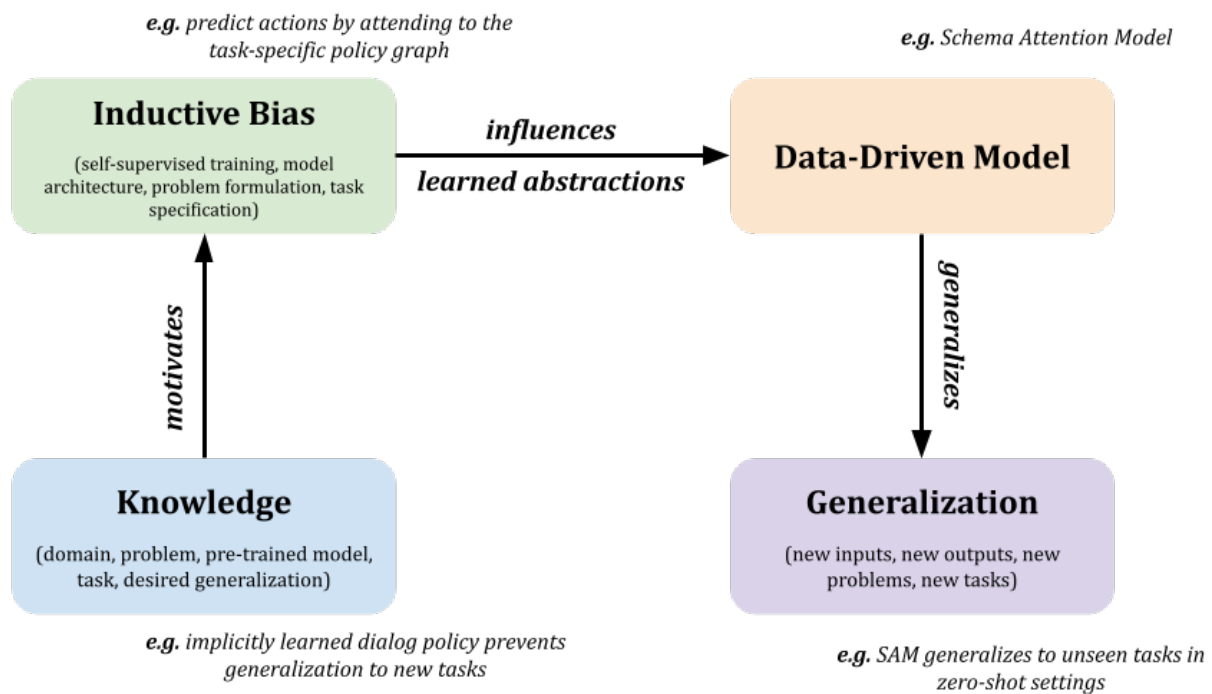 e.g. predict actions by attending to the
task-specific policy graph
e.g. Schema Attention Model
Inductive Bias
(self-supervised training, model
architecture, problem formulation, task
specification)
influences
learned abstractions
Data-Driven Model
motivates
generalizes
Knowledge
(domain, problem, pre-trained model,
task, desired generalization)
Generalization
(new inputs, new outputs, new
problems, new tasks)
e.g. implicitly learned dialog policy prevents
generalization to new tasks
e.g. SAM generalizes to unseen tasks in
zero-shot settings